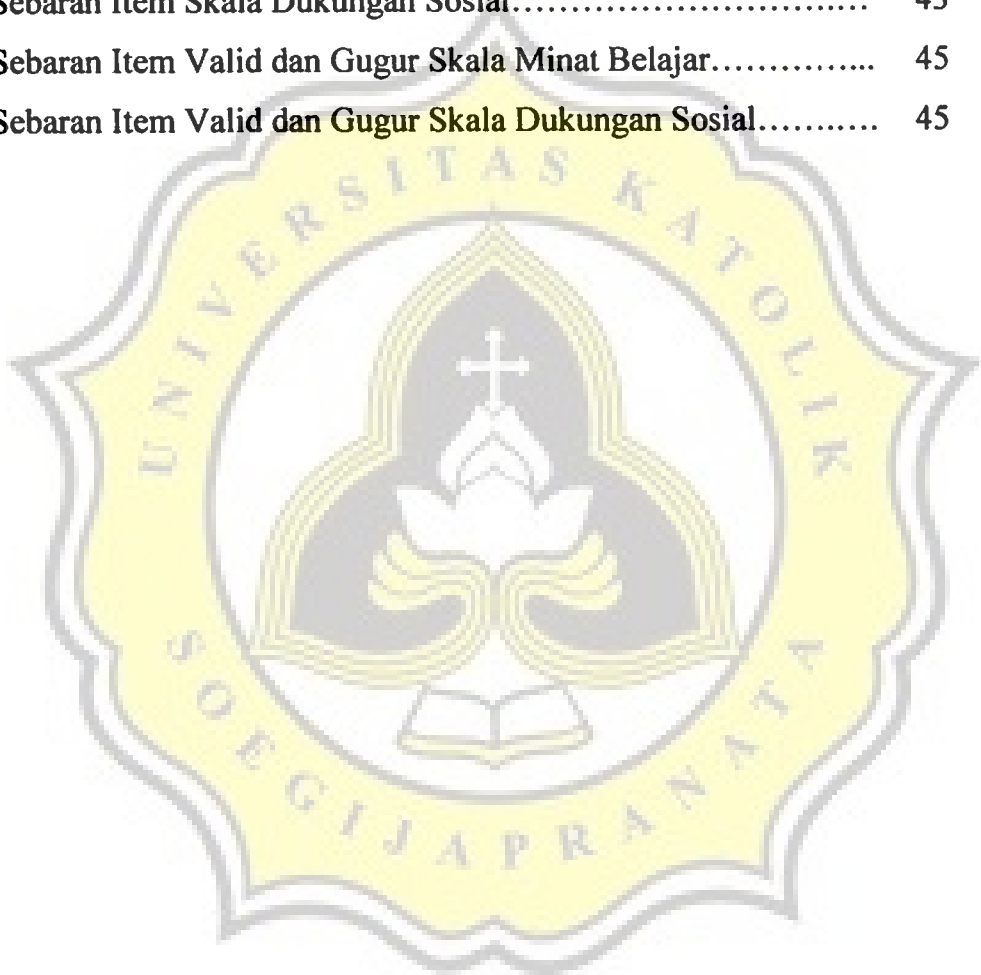 Sebaran Item Skala Dukungan Sosial................................ 43
Sebaran Item Valid dan Gugur Skala Minat Belajar............... 45
Sebaran Item Valid dan Gugur Skala Dukungan Sosial........... 45
UNIVERSITAS KATOLIK
SOEGIJAPRANATA